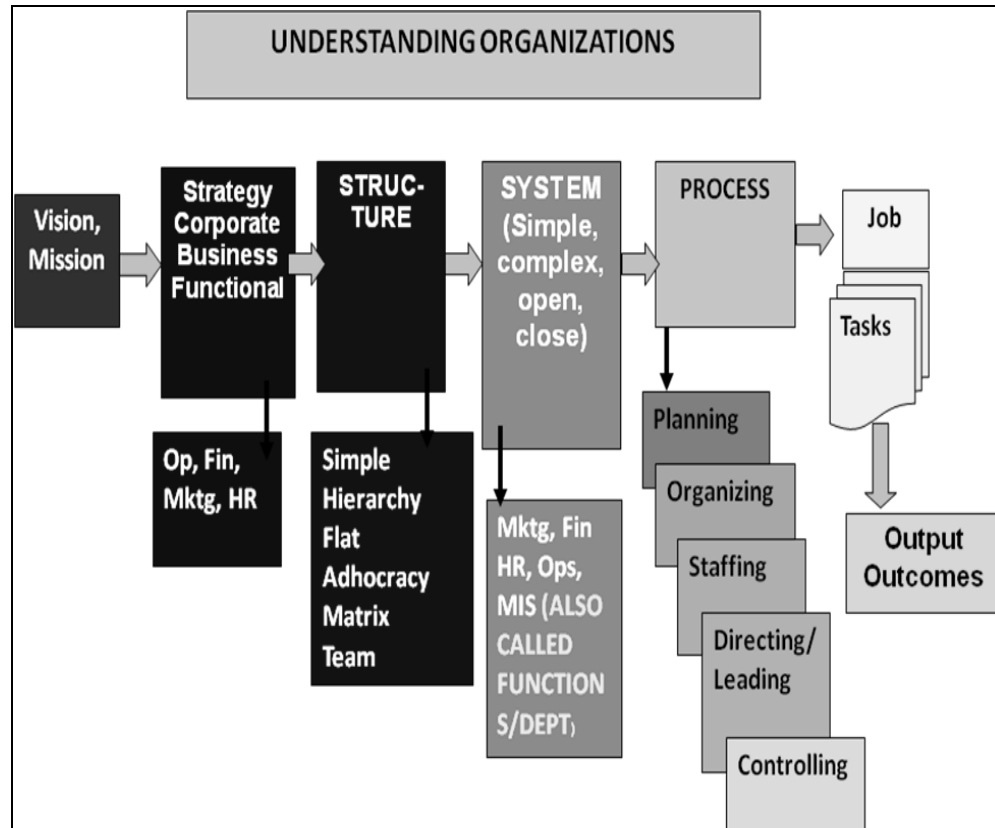 UNDERSTANDING ORGANIZATIONS
Vision,
Mission
Strategy
Corporate
Business
Functional
STRUC-
TURE
SYSTEM
(Simple,
complex,
open,
close)
PROCESS
Job
Tasks
Op, Fin,
Mktg, HR
Simple
Hierarchy
Flat
Adhocracy
Matrix
Team
Mktg, Fin
HR, Ops,
MIS (ALSO
CALLED
FUNCTION
S/DEPT)
Planning
Organizing
Staffing
Directing/
Leading
Controlling
Output
Outcomes